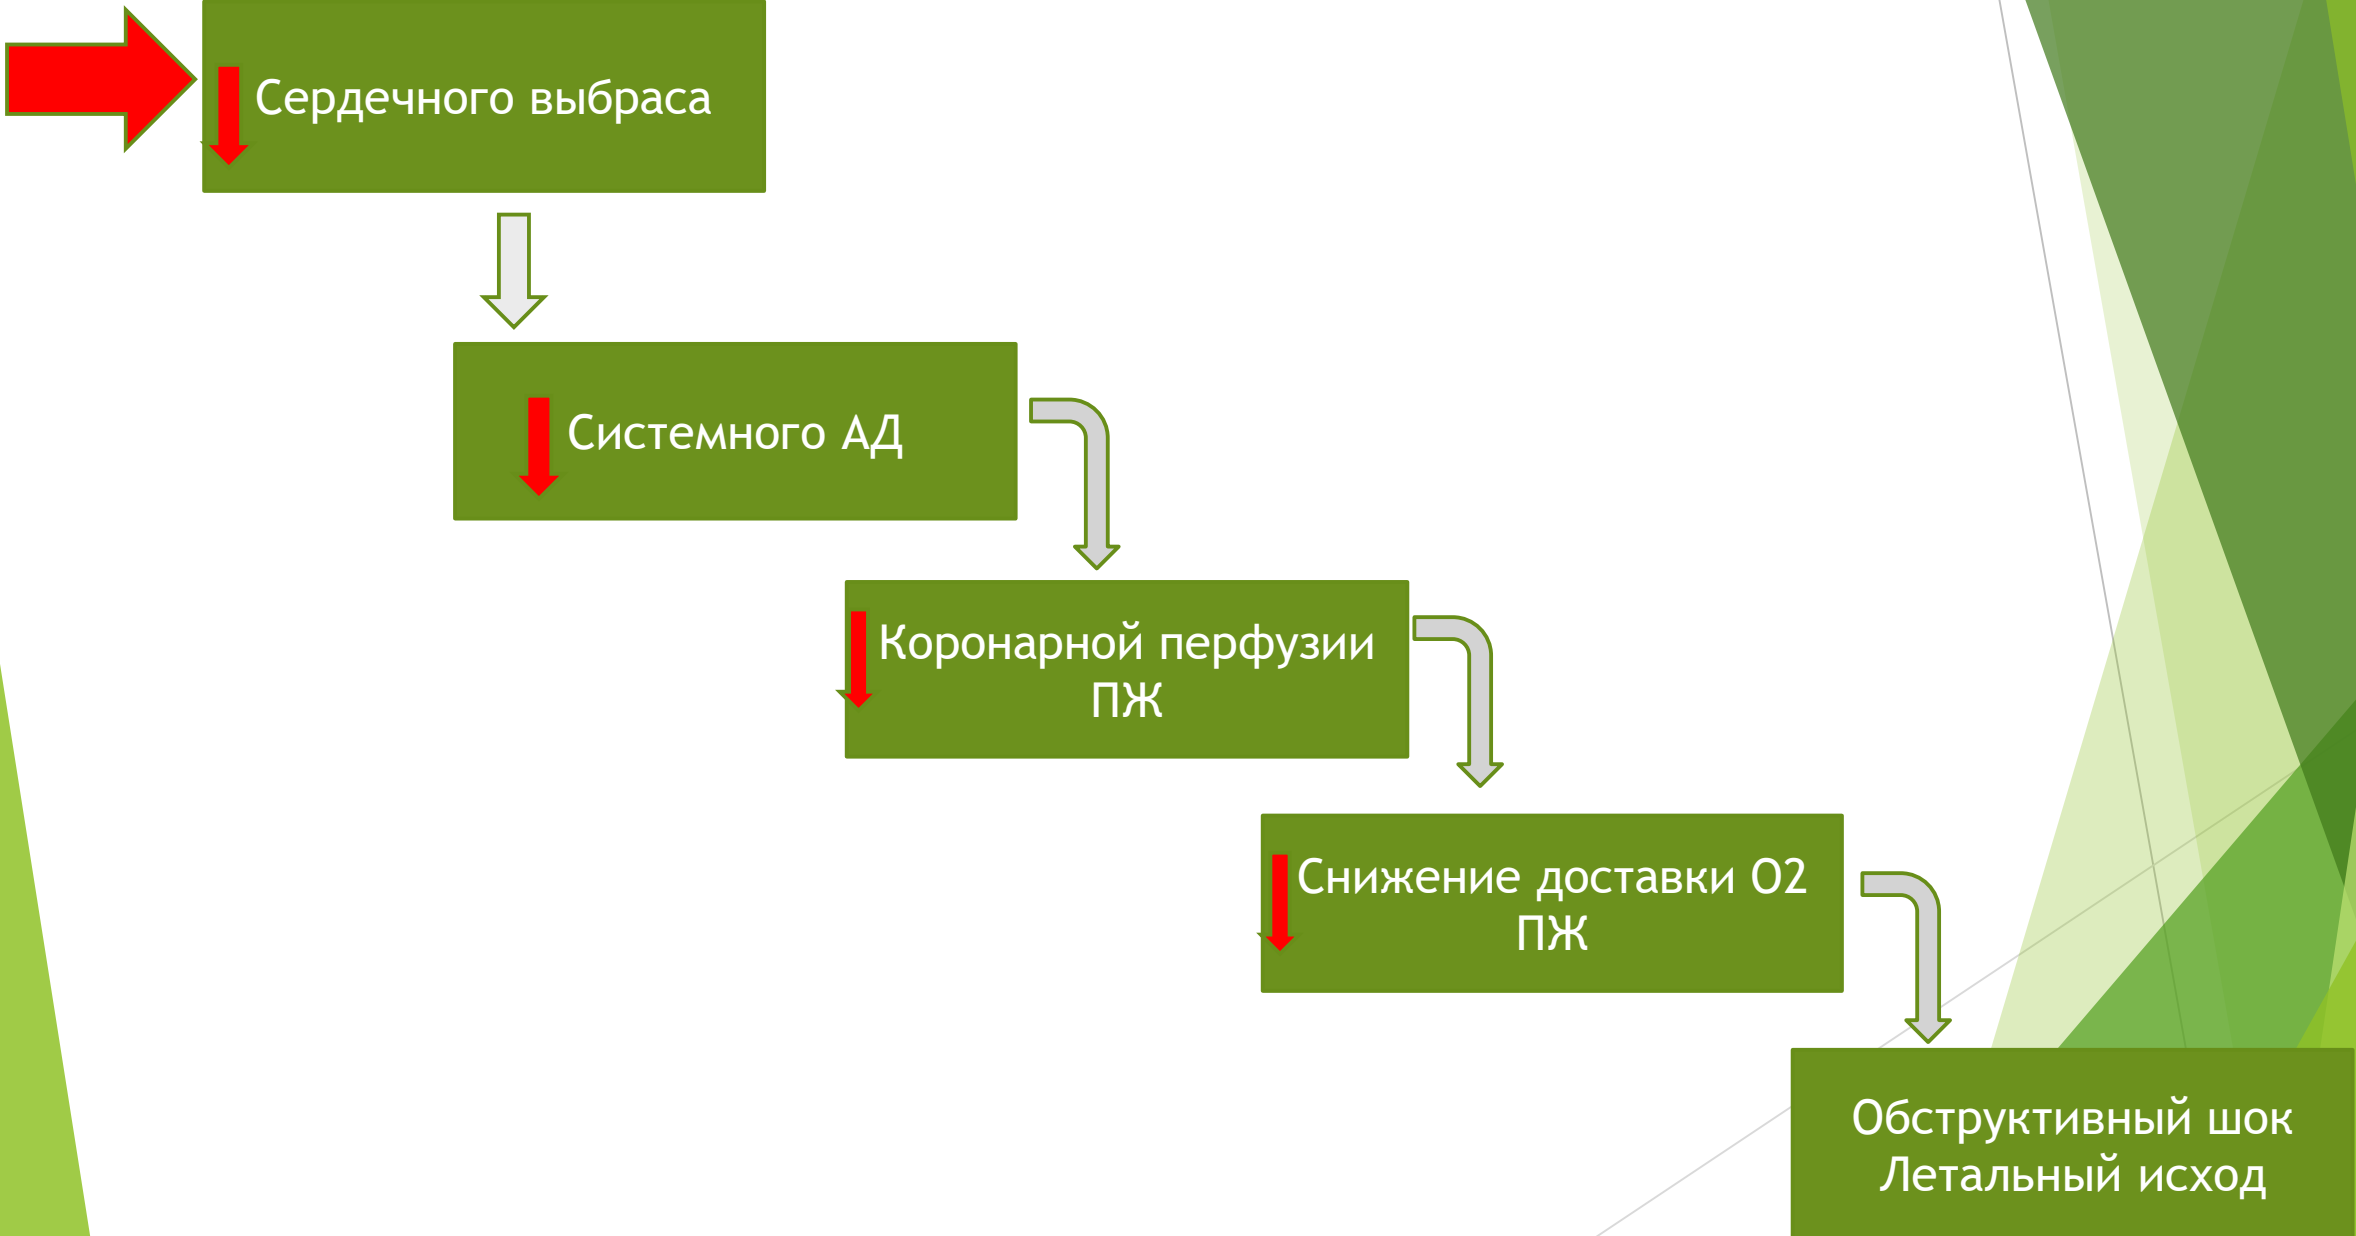 Сердечного выбраса
Системного АД
Коронарной перфузии
ПЖ
Снижение доставки О2
ПЖ
Обструктивный шок
Летальный исход